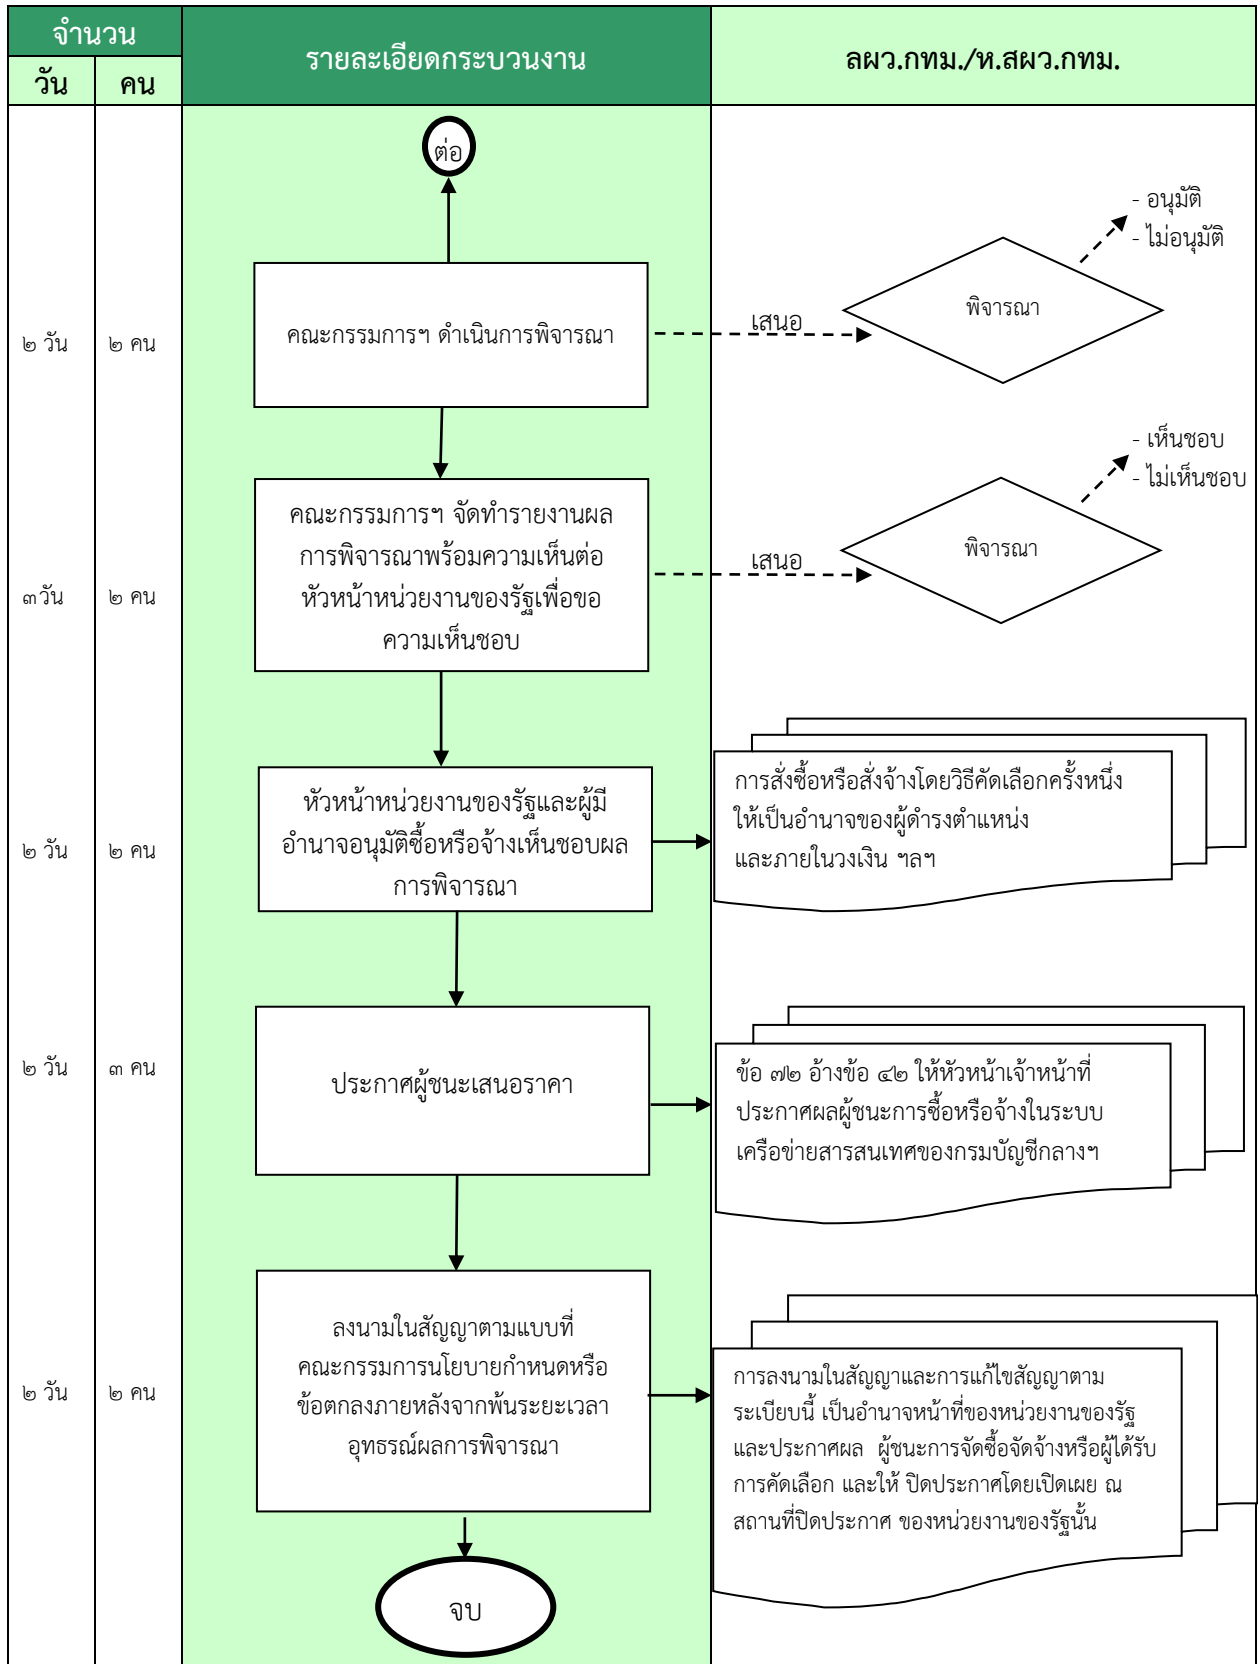 จำนวน
วัน
คน
รายละเอียดกระบวนงาน
ลผว.กทม./ห.สผว.กทม.
ต่อ
๒ วัน
๒ คน
คณะกรรมการฯ ดำเนินการพิจารณา
เสนอ
พิจารณา
- อนุมัติ
- ไม่อนุมัติ
๓วัน
๒ คน
คณะกรรมการฯ จัดทำรายงานผล
การพิจารณาพร้อมความเห็นต่อ
หัวหน้าหน่วยงานของรัฐเพื่อขอ
ความเห็นชอบ
เสนอ
พิจารณา
- เห็นชอบ
- ไม่เห็นชอบ
๒ วัน
๒ คน
หัวหน้าหน่วยงานของรัฐและผู้มี
อำนาจอนุมัติซื้อหรือจ้างเห็นชอบผล
การพิจารณา
การสั่งซื้อหรือสั่งจ้างโดยวิธีคัดเลือกครั้งหนึ่ง
ให้เป็นอำนาจของผู้ดำรงตำแหน่ง
และภายในวงเงิน ฯลฯ
๒ วัน
๓ คน
ประกาศผู้ชนะเสนอราคา
ข้อ ๗๒ อ้างข้อ ๔๒ ให้หัวหน้าเจ้าหน้าที่
ประกาศผลผู้ชนะการซื้อหรือจ้างในระบบ
เครือข่ายสารสนเทศของกรมบัญชีกลางฯ
๒ วัน
๒ คน
ลงนามในสัญญาตามแบบที่
คณะกรรมการนโยบายกำหนดหรือ
ข้อตกลงภายหลังจากพ้นระยะเวลา
อุทธรณ์ผลการพิจารณา
การลงนามในสัญญาและการแก้ไขสัญญาตาม
ระเบียบนี้ เป็นอำนาจหน้าที่ของหน่วยงานของรัฐ
และประกาศผล ผู้ชนะการจัดซื้อจัดจ้างหรือผู้ได้รับ
การคัดเลือก และให้ ปิดประกาศโดยเปิดเผย ณ
สถานที่ปิดประกาศ ของหน่วยงานของรัฐนั้น
จบ